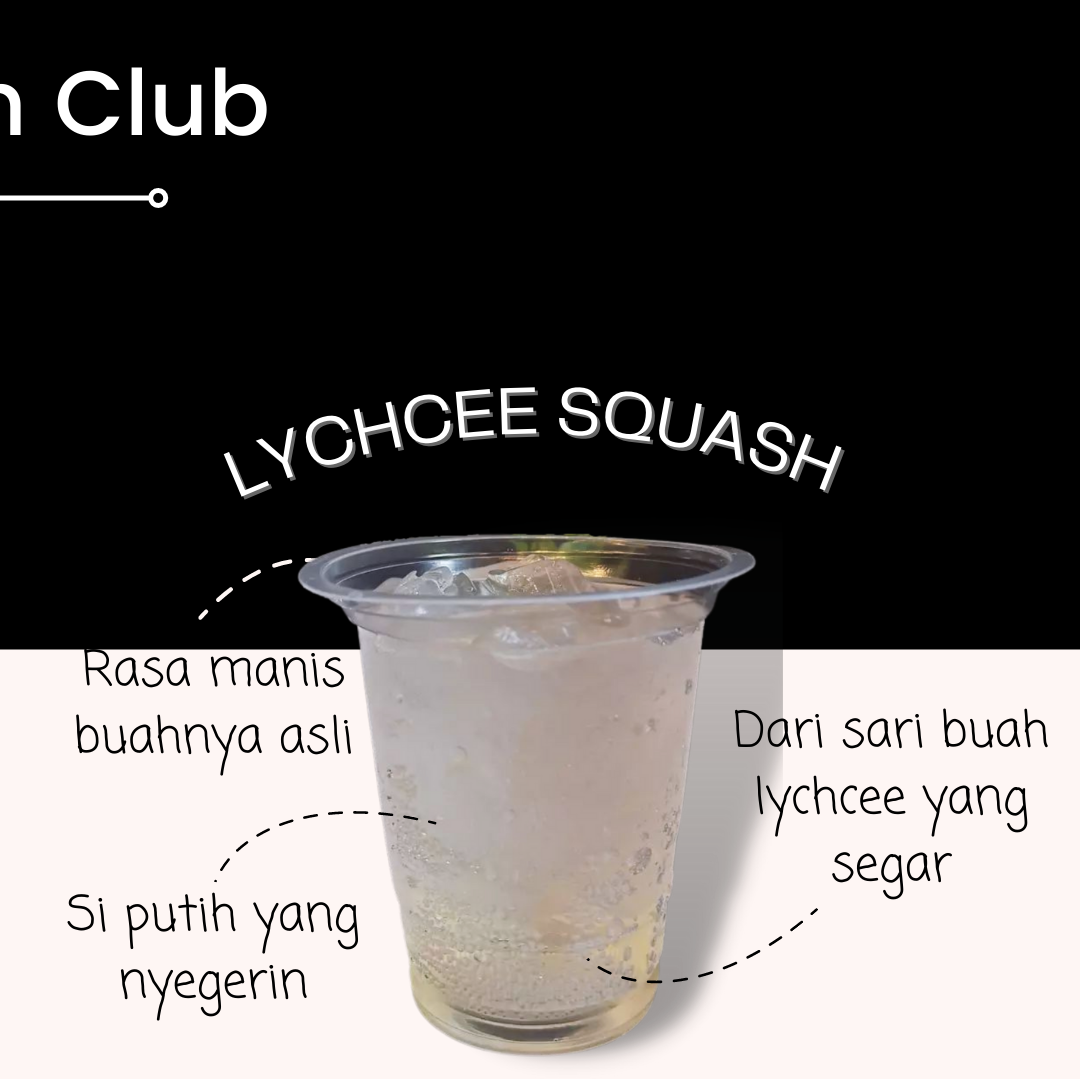 n Club
LYCHCEE SQUASH
Rasa manis
buahnya asli
Dari sari buah
lychcee yang
segar
Si putih yang
nyegerin